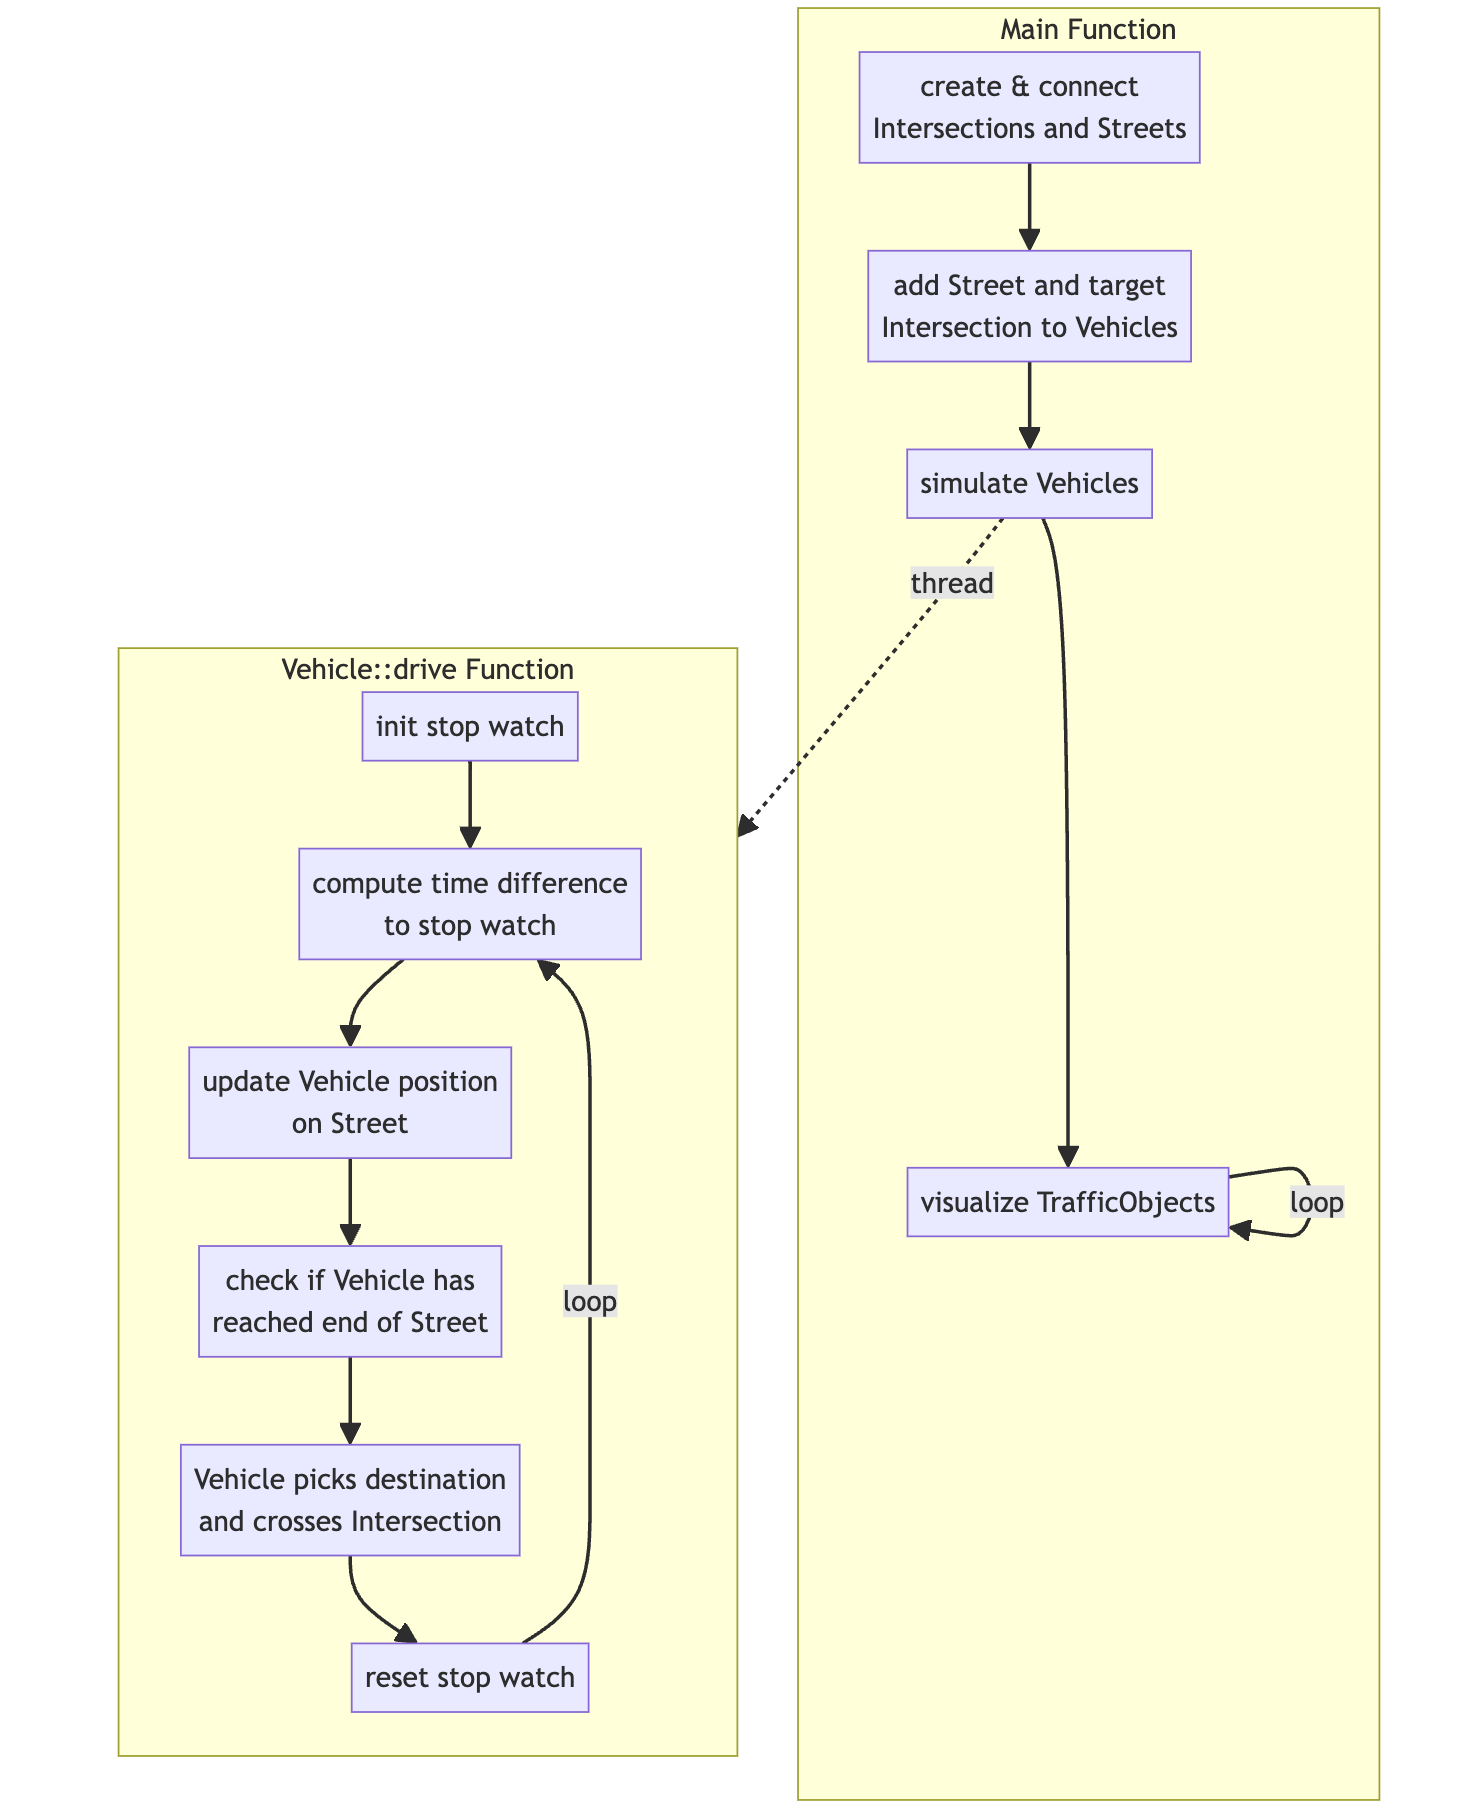 Main Function
create & connect
Intersections and Streets
add Street and target
Intersection to Vehicles
simulate Vehicles
thread
Vehicle::drive Function
init stop watch
compute time difference
to stop watch
update Vehicle position
on Street
check if Vehicle has
reached end of Street
loop
Vehicle picks destination
and crosses Intersection
reset stop watch
visualize TrafficObjects
loop